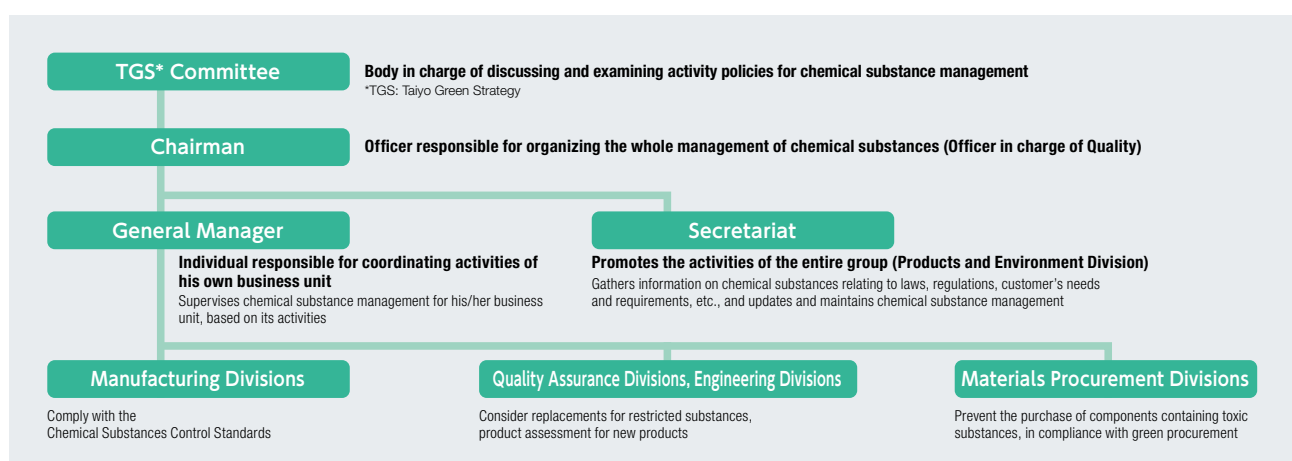 TGS* Committee
Body in charge of discussing and examining activity policies for chemical substance management
*TGS: Taiyo Green Strategy
Chairman
Officer responsible for organizing the whole management of chemical substances (Officer in charge of Quality)
General Manager
Individual responsible for coordinating activities of
his own business unit
Supervises chemical substance management for his/her business
unit, based on its activities
Secretariat
Promotes the activities of the entire group (Products and Environment Division)
Gathers information on chemical substances relating to laws, regulations, customer's needs
and requirements, etc., and updates and maintains chemical substance management
Manufacturing Divisions
Comply with the
Chemical Substances Control Standards
Quality Assurance Divisions, Engineering Divisions
Consider replacements for restricted substances,
product assessment for new products
Materials Procurement Divisions
Prevent the purchase of components containing toxic
substances, in compliance with green procurement